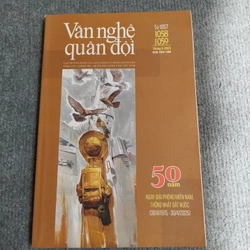 Văn nghệ
quân đội
Số 1057
1058
1059
50
năm
NGÀY GIẢI PHÓNG MIỀN NAM,
THỐNG NHẤT ĐẤT NƯỚC
(30/4/1975 - 30/4/2025)